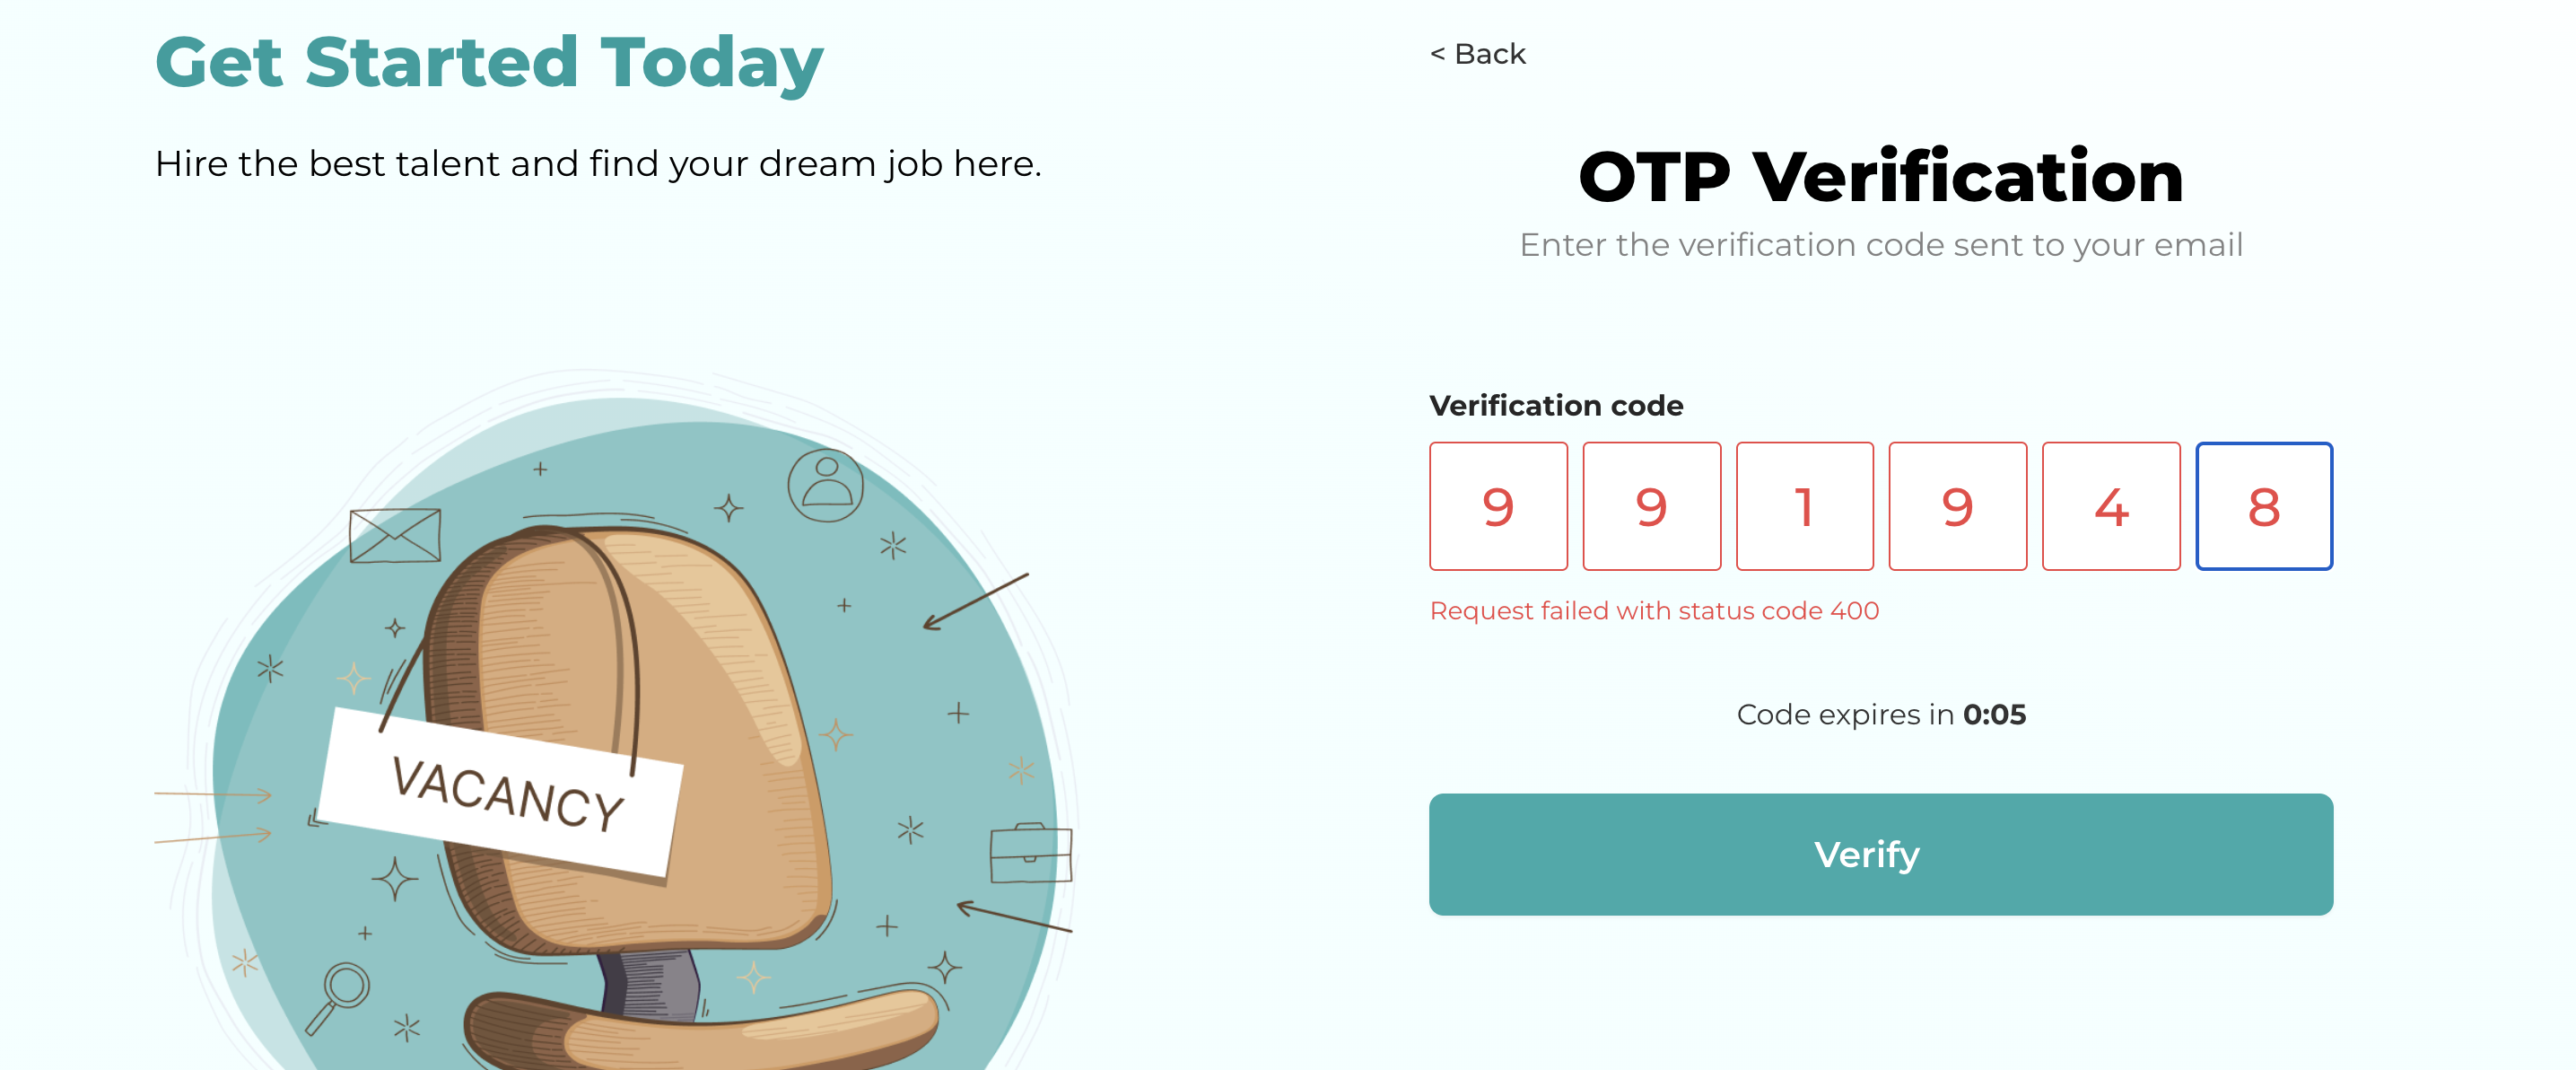 Get Started Today
Hire the best talent and find your dream job here.
VACANCY
< Back
OTP Verification
Enter the verification code sent to your email
Verification code
9 9 1 9 4 8
Request failed with status code 400
Code expires in 0:05
Verify